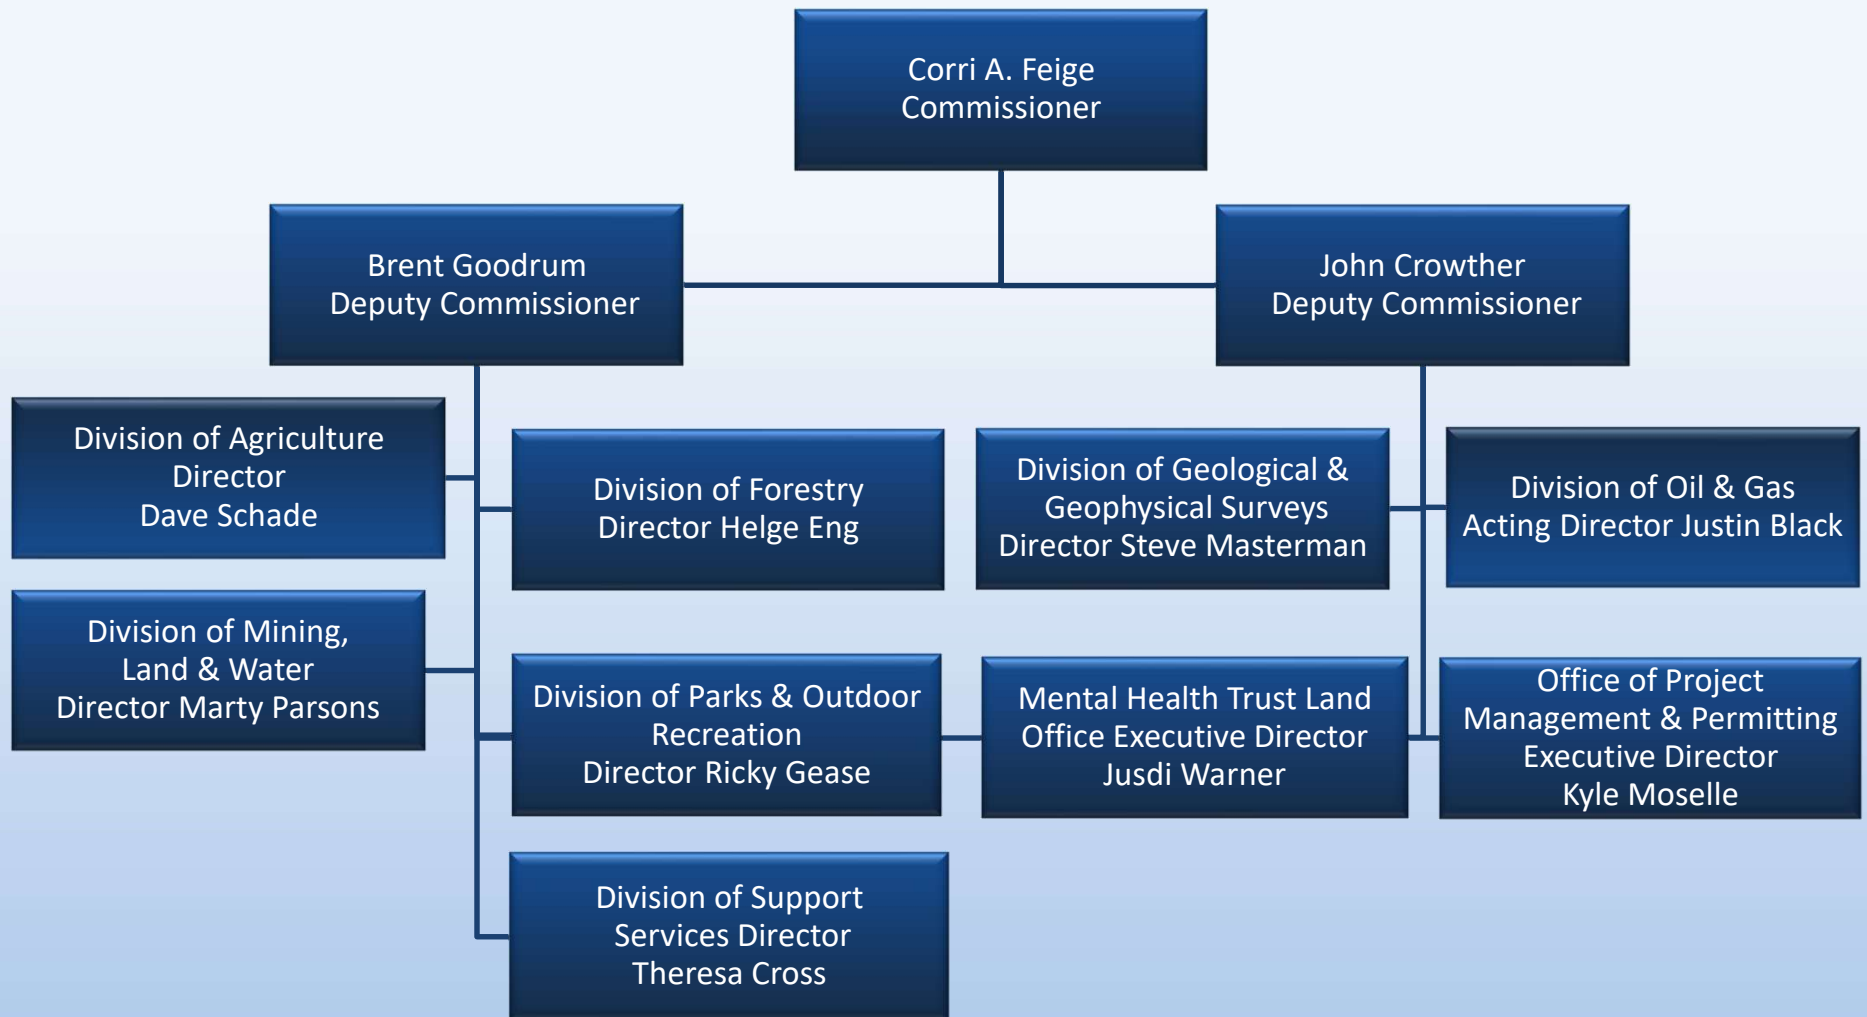 Corri A. Feige
Commissioner
Brent Goodrum
Deputy Commissioner
John Crowther
Deputy Commissioner
Division of Agriculture
Director
Dave Schade
Division of Forestry
Director Helge Eng
Division of Geological &
Geophysical Surveys
Director Steve Masterman
Division of Oil & Gas
Acting Director Justin Black
Division of Mining,
Land & Water
Director Marty Parsons
Division of Parks & Outdoor
Recreation
Director Ricky Gease
Mental Health Trust Land
Office Executive Director
Jusdi Warner
Office of Project
Management & Permitting
Executive Director
Kyle Moselle
Division of Support
Services Director
Theresa Cross